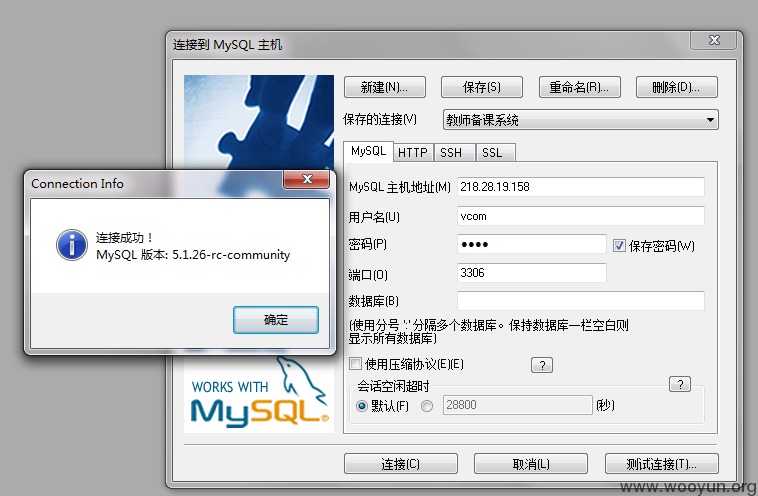 连接到 MySQL 主机
新建(N)... 保存(S) 重命名(R)... 删除(D)...
保存的连接(V) 教师备课系统
MySQL HTTP SSH SSL
MySQL 主机地址(M) 218.28.19.158
用户名(U) vcom
密码(P) ●●●● 保存密码(W)
端口(O) 3306
数据库(B)
(使用分号 ';' 分隔多个数据库。保持数据库一栏空白则
显示所有数据库)
使用压缩协议(E)(E) ?
会话空闲超时 ?
默认(F) 28800 (秒)
连接(C) 取消(L) 测试连接(T)...
Connection Info
连接成功！
MySQL 版本: 5.1.26-rc-community
确定
WORKS WITH
MySQL®
www.wooyun.org